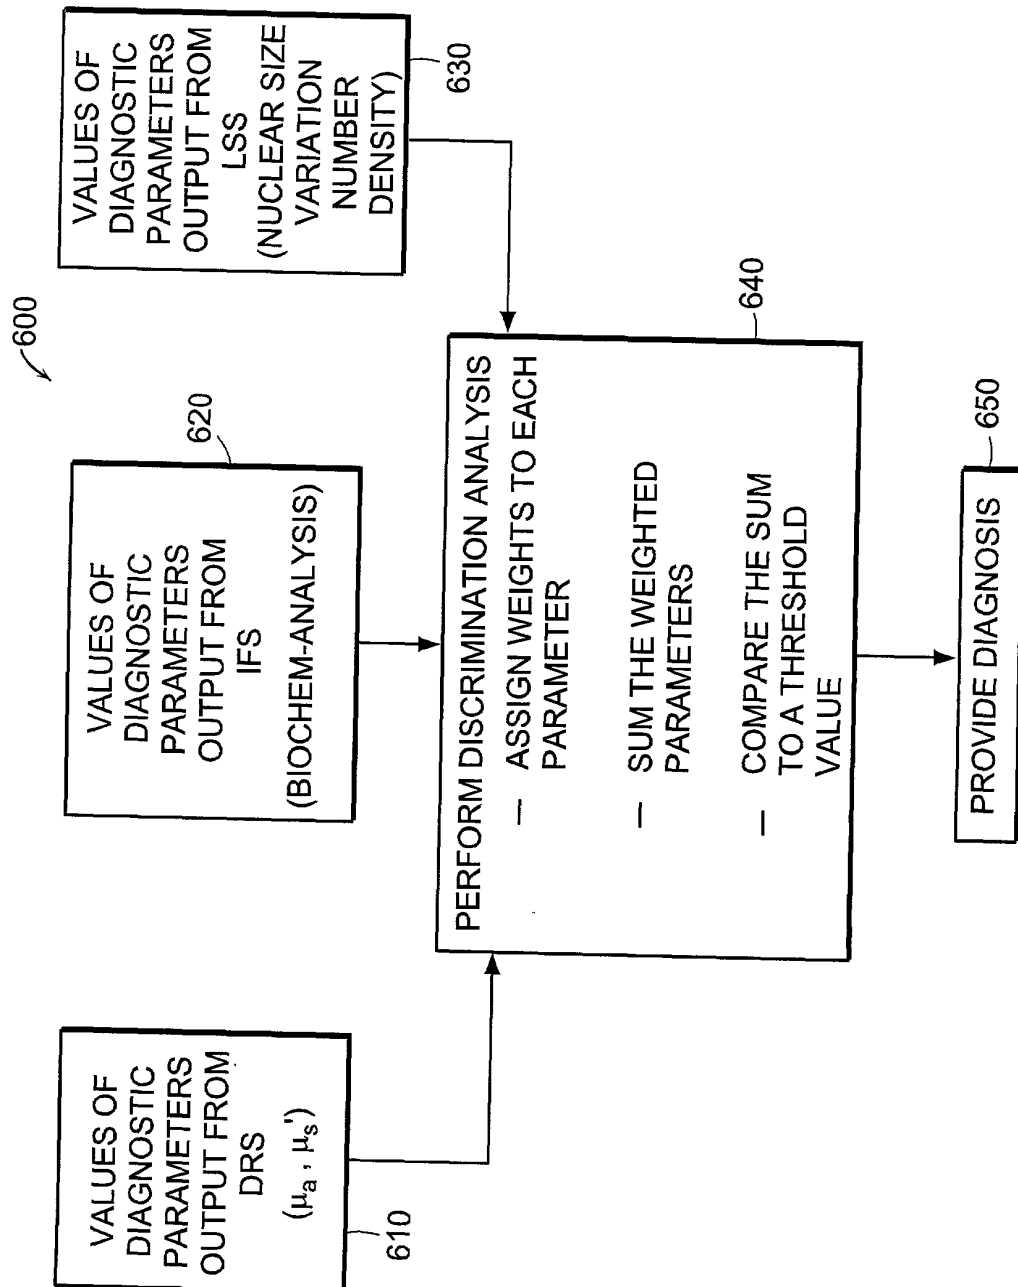 600
VALUES OF
DIAGNOSTIC
PARAMETERS
OUTPUT FROM
DRS
(μa , μs')
610
VALUES OF
DIAGNOSTIC
PARAMETERS
OUTPUT FROM
IFS
(BIOCHEM-ANALYSIS)
620
VALUES OF
DIAGNOSTIC
PARAMETERS
OUTPUT FROM
LSS
(NUCLEAR SIZE
VARIATION
NUMBER
DENSITY)
630
PERFORM DISCRIMINATION ANALYSIS
— ASSIGN WEIGHTS TO EACH
PARAMETER
— SUM THE WEIGHTED
PARAMETERS
— COMPARE THE SUM
TO A THRESHOLD
VALUE
640
PROVIDE DIAGNOSIS
650